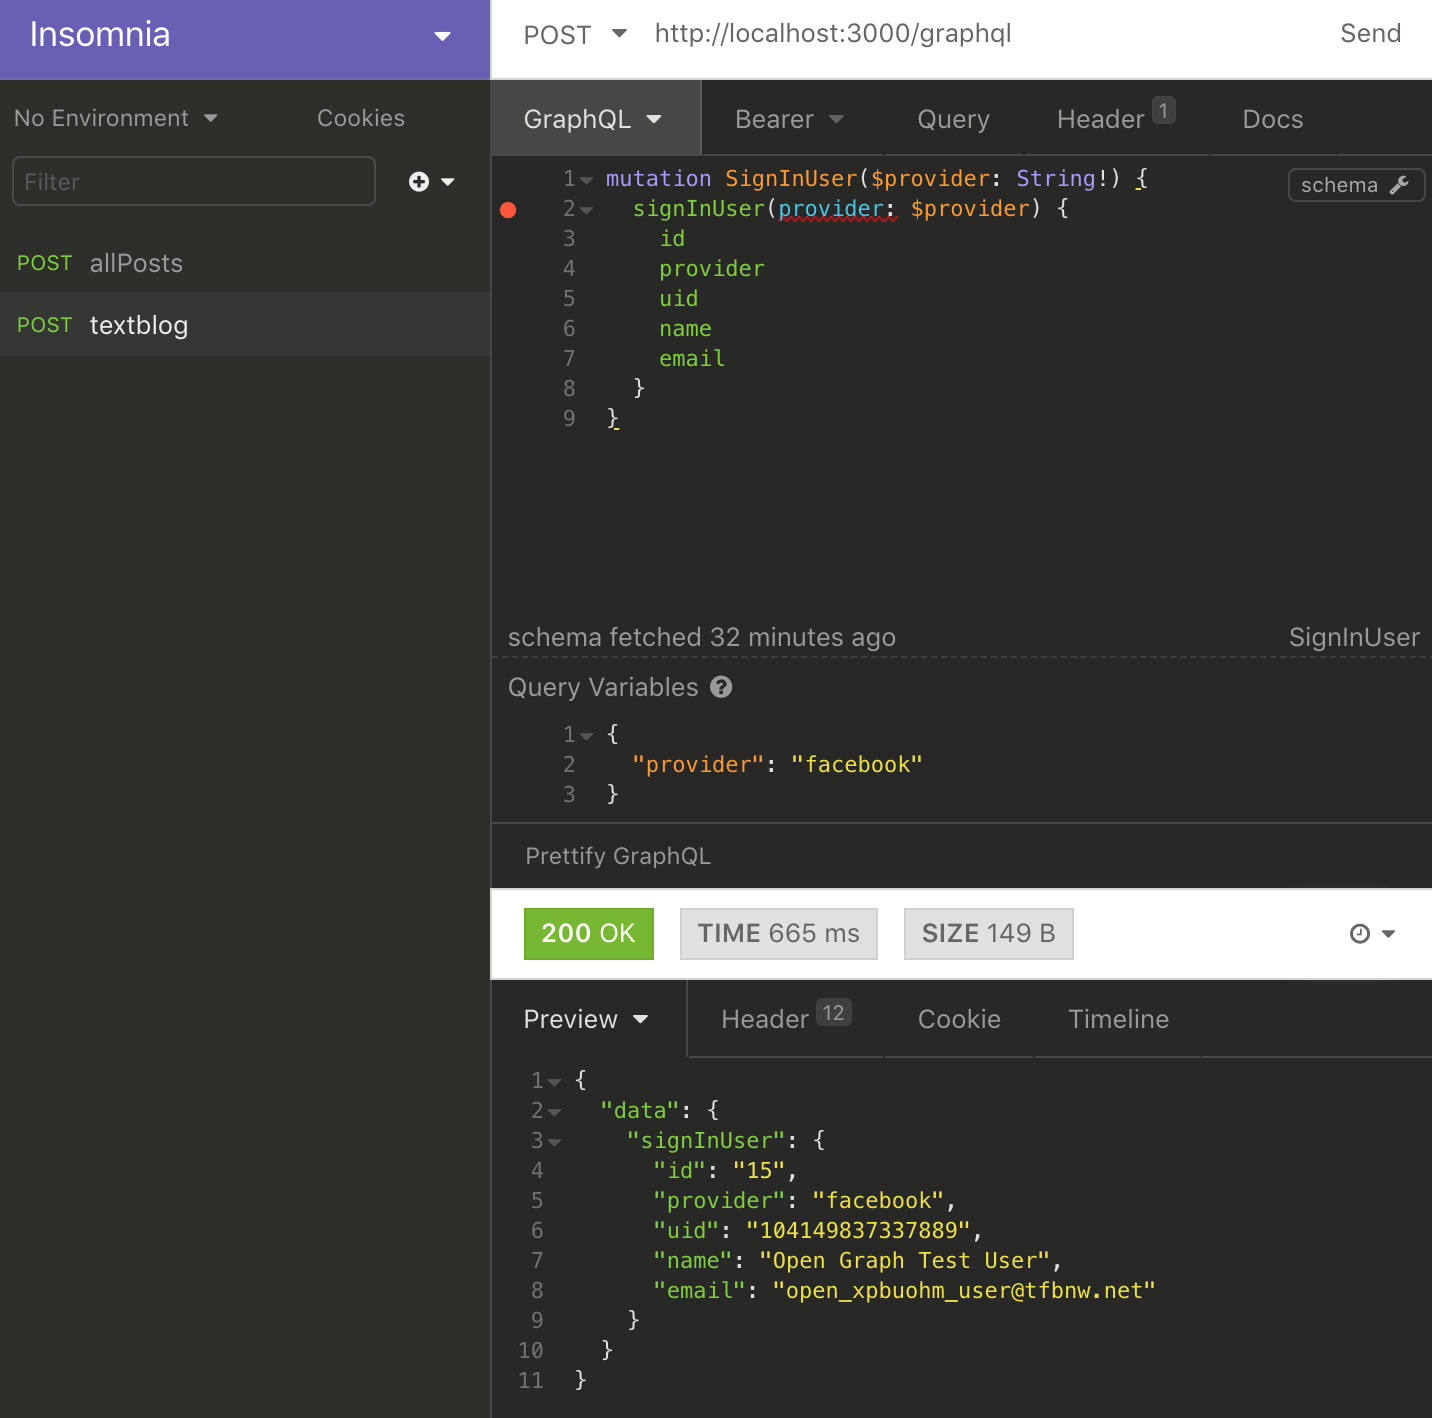 Insomnia
POST http://localhost:3000/graphql Send
No Environment Cookies
Filter
POST allPosts
POST textblog
GraphQL Bearer Query Header 1 Docs
schema
1 mutation SignInUser($provider: String!) {
2 signInUser(provider: $provider) {
3 id
4 provider
5 uid
6 name
7 email
8 }
9 }
schema fetched 32 minutes ago SignInUser
Query Variables ?
1 {
2 "provider": "facebook"
3 }
Prettify GraphQL
200 OK TIME 665 ms SIZE 149 B
Preview Header 12 Cookie Timeline
1 {
2 "data": {
3 "signInUser": {
4 "id": "15",
5 "provider": "facebook",
6 "uid": "104149837337889",
7 "name": "Open Graph Test User",
8 "email": "open_xpbuohm_user@tfbnw.net"
9 }
10 }
11 }